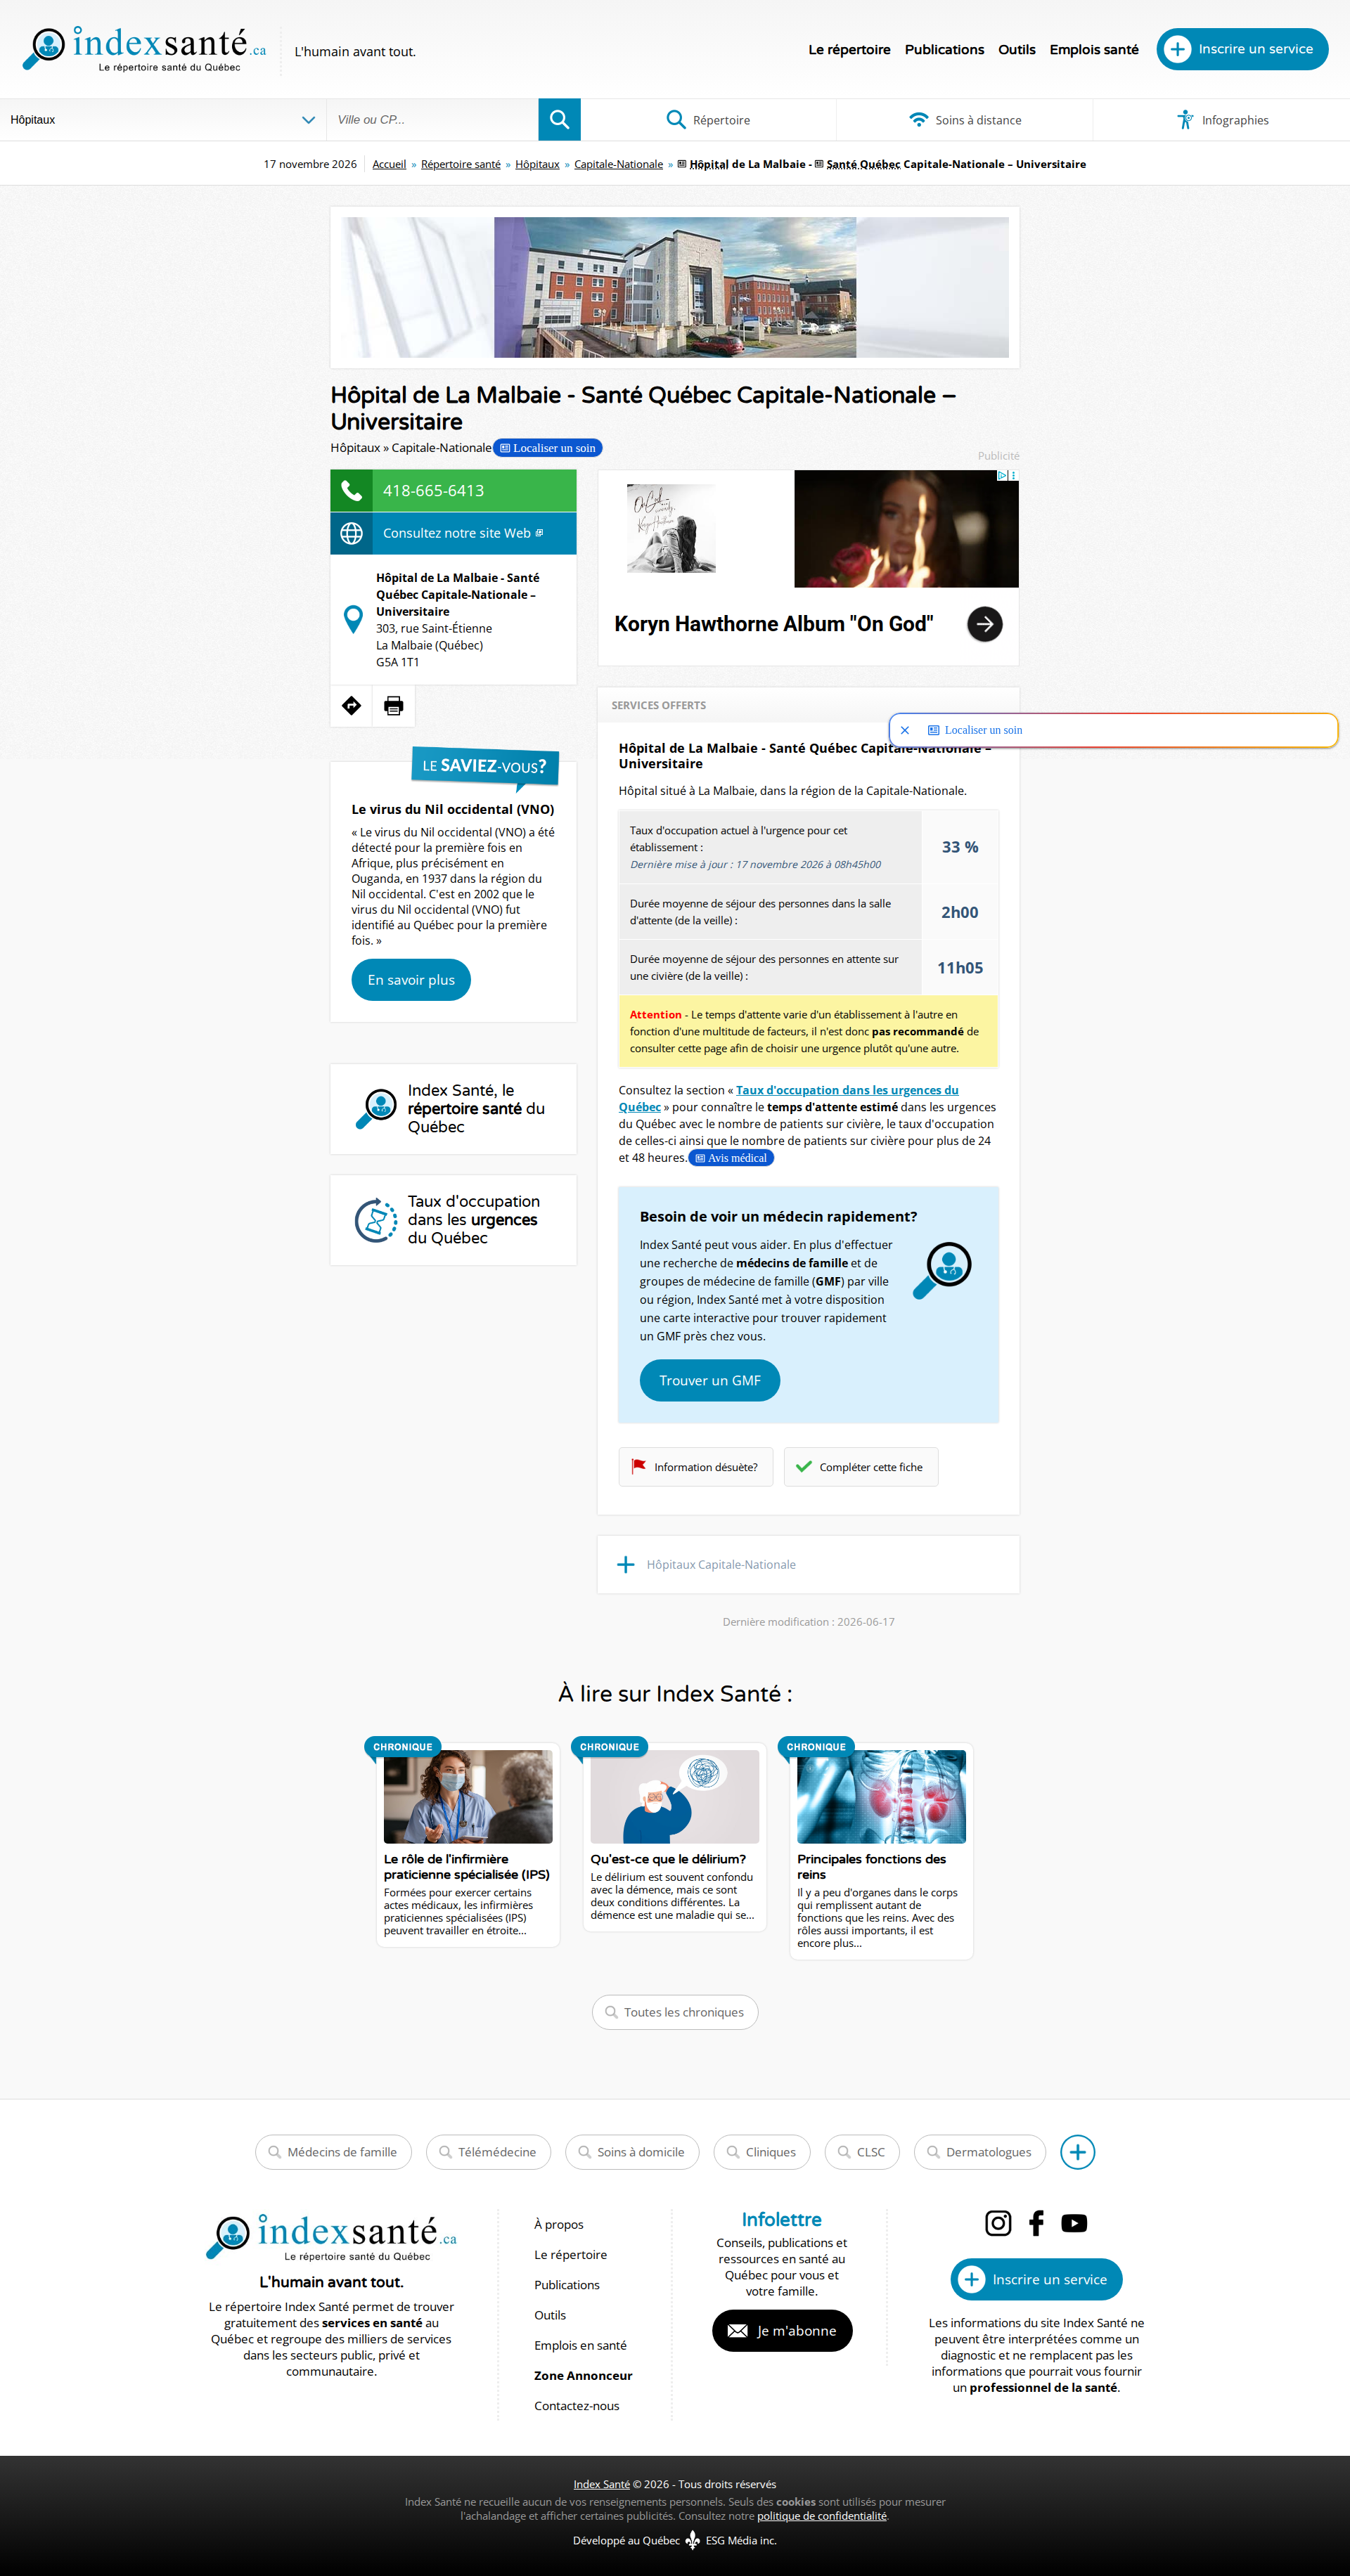 indexsanté.ca
Le répertoire santé du Québec
L'humain avant tout.
Le répertoire
Publications
Outils
Emplois santé
Inscrire un service
Hôpitaux
Ville ou CP...
Répertoire
Soins à distance
Infographies
17 novembre 2026
Accueil » Répertoire santé » Hôpitaux » Capitale-Nationale » Hôpital de La Malbaie - Santé Québec Capitale-Nationale – Universitaire
Hôpital de La Malbaie - Santé Québec Capitale-Nationale –
Universitaire
Hôpitaux » Capitale-Nationale
Localiser un soin
Publicité
418-665-6413
Consultez notre site Web
Hôpital de La Malbaie - Santé
Québec Capitale-Nationale –
Universitaire
303, rue Saint-Étienne
La Malbaie (Québec)
G5A 1T1
On God
Koryn Hawthorne
Koryn Hawthorne Album "On God"
LE SAVIEZ-VOUS?
Le virus du Nil occidental (VNO)
« Le virus du Nil occidental (VNO) a été
détecté pour la première fois en
Afrique, plus précisément en
Ouganda, en 1937 dans la région du
Nil occidental. C'est en 2002 que le
virus du Nil occidental (VNO) fut
identifié au Québec pour la première
fois. »
En savoir plus
Index Santé, le
répertoire santé du
Québec
Taux d'occupation
dans les urgences
du Québec
SERVICES OFFERTS
Localiser un soin
Hôpital de La Malbaie - Santé Québec Capitale-Nationale –
Universitaire
Hôpital situé à La Malbaie, dans la région de la Capitale-Nationale.
Taux d'occupation actuel à l'urgence pour cet
établissement :
Dernière mise à jour : 17 novembre 2026 à 08h45h00
33 %
Durée moyenne de séjour des personnes dans la salle
d'attente (de la veille) :
2h00
Durée moyenne de séjour des personnes en attente sur
une civière (de la veille) :
11h05
Attention - Le temps d'attente varie d'un établissement à l'autre en
fonction d'une multitude de facteurs, il n'est donc pas recommandé de
consulter cette page afin de choisir une urgence plutôt qu'une autre.
Consultez la section « Taux d'occupation dans les urgences du
Québec » pour connaître le temps d'attente estimé dans les urgences
du Québec avec le nombre de patients sur civière, le taux d'occupation
de celles-ci ainsi que le nombre de patients sur civière pour plus de 24
et 48 heures.
Avis médical
Besoin de voir un médecin rapidement?
Index Santé peut vous aider. En plus d'effectuer
une recherche de médecins de famille et de
groupes de médecine de famille (GMF) par ville
ou région, Index Santé met à votre disposition
une carte interactive pour trouver rapidement
un GMF près chez vous.
Trouver un GMF
Information désuète?
Compléter cette fiche
Hôpitaux Capitale-Nationale
Dernière modification : 2026-06-17
À lire sur Index Santé :
CHRONIQUE
Le rôle de l'infirmière
praticienne spécialisée (IPS)
Formées pour exercer certains
actes médicaux, les infirmières
praticiennes spécialisées (IPS)
peuvent travailler en étroite...
CHRONIQUE
Qu'est-ce que le délirium?
Le délirium est souvent confondu
avec la démence, mais ce sont
deux conditions différentes. La
démence est une maladie qui se...
CHRONIQUE
Principales fonctions des
reins
Il y a peu d'organes dans le corps
qui remplissent autant de
fonctions que les reins. Avec des
rôles aussi importants, il est
encore plus...
Toutes les chroniques
Médecins de famille
Télémédecine
Soins à domicile
Cliniques
CLSC
Dermatologues
indexsanté.ca
Le répertoire santé du Québec
L'humain avant tout.
Le répertoire Index Santé permet de trouver
gratuitement des services en santé au
Québec et regroupe des milliers de services
dans les secteurs public, privé et
communautaire.
À propos
Le répertoire
Publications
Outils
Emplois en santé
Zone Annonceur
Contactez-nous
Infolettre
Conseils, publications et
ressources en santé au
Québec pour vous et
votre famille.
Je m'abonne
Inscrire un service
Les informations du site Index Santé ne
peuvent être interprétées comme un
diagnostic et ne remplacent pas les
informations que pourrait vous fournir
un professionnel de la santé.
Index Santé © 2026 - Tous droits réservés
Index Santé ne recueille aucun de vos renseignements personnels. Seuls des cookies sont utilisés pour mesurer
l'achalandage et afficher certaines publicités. Consultez notre politique de confidentialité.
Développé au Québec ESG Média inc.